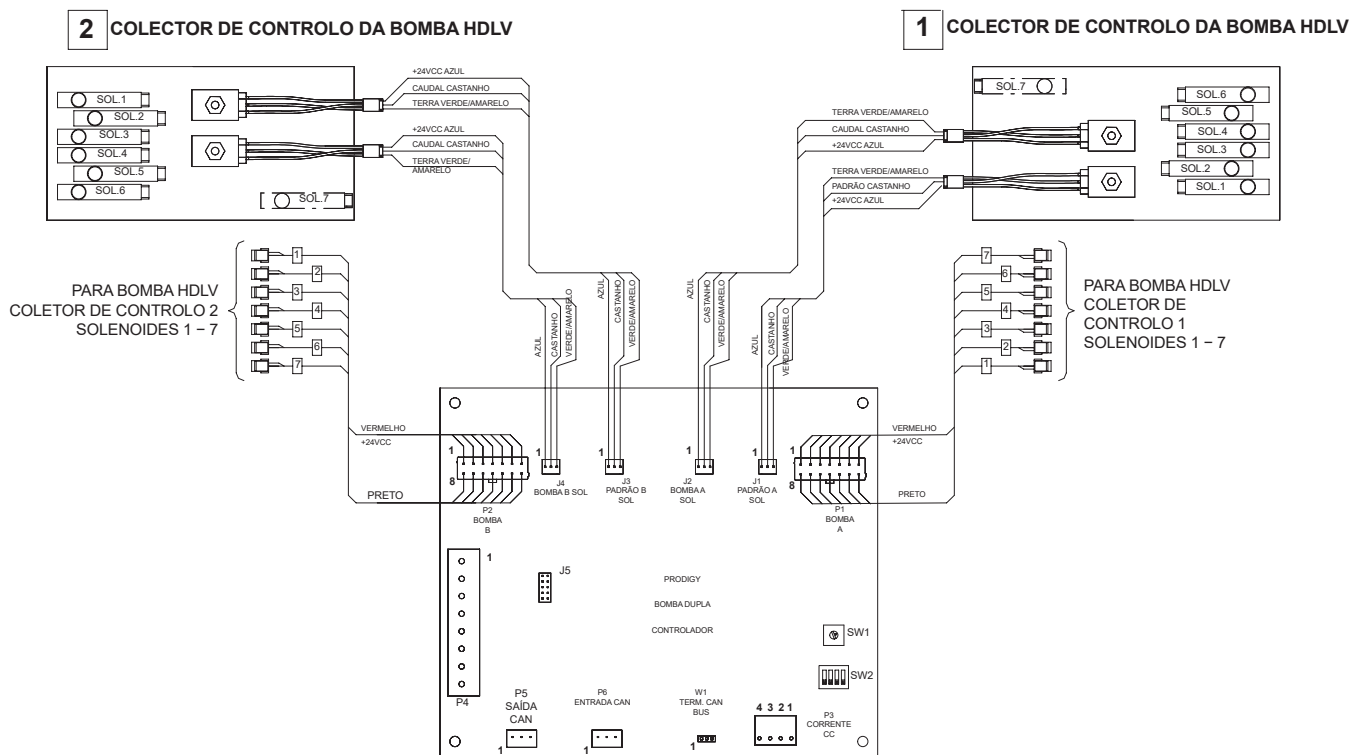 2 COLECTOR DE CONTROLO DA BOMBA HDLV
1 COLECTOR DE CONTROLO DA BOMBA HDLV
SOL.1
SOL.2
SOL.3
SOL.4
SOL.5
SOL.6
SOL.7
+24VCC AZUL
CAUDAL CASTANHO
TERRA VERDE/AMARELO
+24VCC AZUL
CAUDAL CASTANHO
TERRA VERDE/
AMARELO
TERRA VERDE/AMARELO
CAUDAL CASTANHO
+24VCC AZUL
TERRA VERDE/AMARELO
PADRÃO CASTANHO
+24VCC AZUL
SOL.7
SOL.6
SOL.5
SOL.4
SOL.3
SOL.2
SOL.1
PARA BOMBA HDLV
COLETOR DE CONTROLO 2
SOLENOIDES 1 – 7
1
2
3
4
5
6
7
AZUL
CASTANHO
VERDE/AMARELO
AZUL
CASTANHO
VERDE/AMARELO
AZUL
CASTANHO
VERDE/AMARELO
AZUL
CASTANHO
VERDE/AMARELO
7
6
5
4
3
2
1
PARA BOMBA HDLV
COLETOR DE
CONTROLO 1
SOLENOIDES 1 – 7
VERMELHO
+24VCC
PRETO
1
8
P2
BOMBA
B
1
J4
BOMBA B SOL
1
J3
PADRÃO B
SOL
1
J2
BOMBA A
SOL
1
J1
PADRÃO A
SOL
1
8
P1
BOMBA
A
VERMELHO
+24VCC
PRETO
1
P4
J5
PRODIGY
BOMBA DUPLA
CONTROLADOR
SW1
SW2
P5
SAÍDA
CAN
1
P6
ENTRADA CAN
1
W1
TERM. CAN
BUS
1
4 3 2 1
P3
CORRENTE
CC